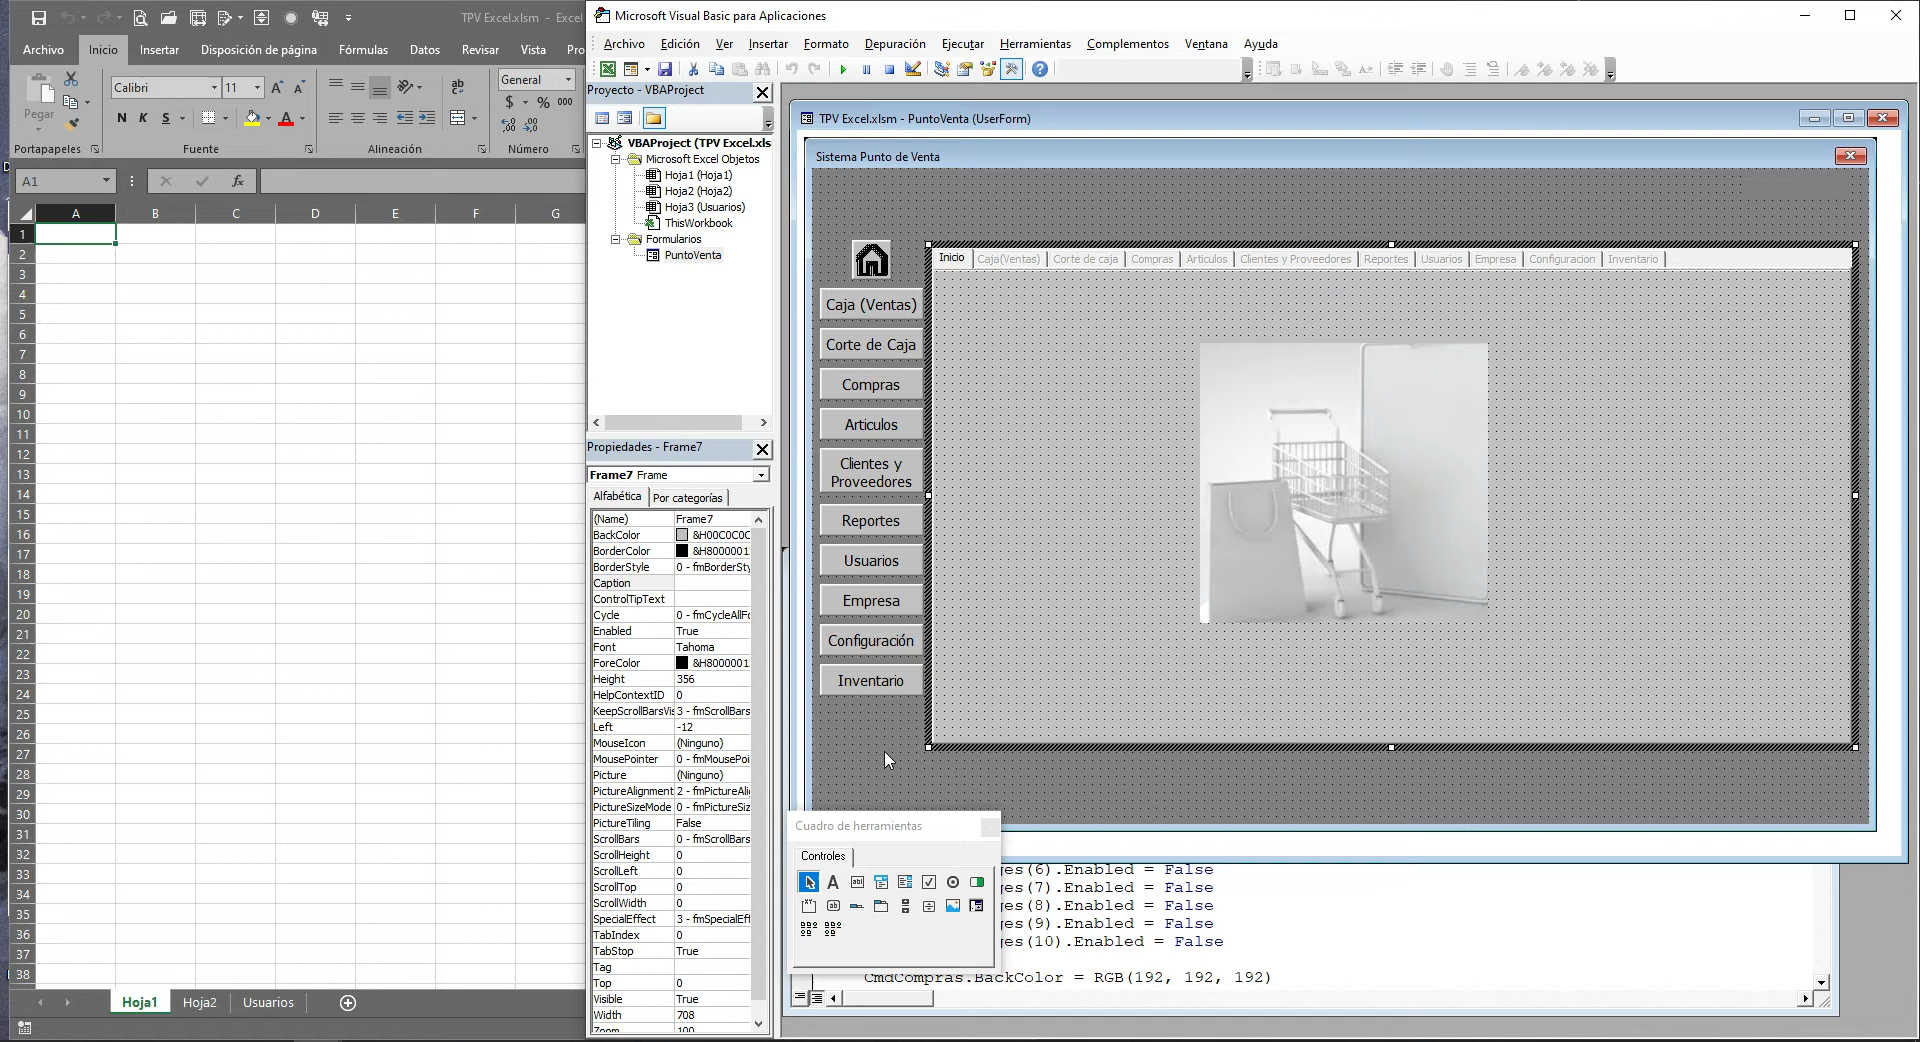 TPV Excel.xlsm - Excel
Archivo Inicio Insertar Disposición de página Fórmulas Datos Revisar Vista Pro
Pegar
Calibri 11
N K S
General
$ % 000
Portapapeles Fuente Alineación Número
A1
fx
A B C D E F G
1
2
3
4
5
6
7
8
9
10
11
12
13
14
15
16
17
18
19
20
21
22
23
24
25
26
27
28
29
30
31
32
33
34
35
36
37
38
Hoja1 Hoja2 Usuarios
Microsoft Visual Basic para Aplicaciones
Archivo Edición Ver Insertar Formato Depuración Ejecutar Herramientas Complementos Ventana Ayuda
Proyecto - VBAProject
VBAProject (TPV Excel.xls
Microsoft Excel Objetos
Hoja1 (Hoja1)
Hoja2 (Hoja2)
Hoja3 (Usuarios)
ThisWorkbook
Formularios
PuntoVenta
Propiedades - Frame7
Frame7 Frame
Alfabética Por categorías
(Name) Frame7
BackColor &H00C0C0C
BorderColor &H8000001
BorderStyle 0 - fmBorderSty
Caption
ControlTipText
Cycle 0 - fmCycleAllFo
Enabled True
Font Tahoma
ForeColor &H8000001
Height 356
HelpContextID 0
KeepScrollBarsVis 3 - fmScrollBars
Left -12
MouseIcon (Ninguno)
MousePointer 0 - fmMousePoi
Picture (Ninguno)
PictureAlignment 2 - fmPictureAli
PictureSizeMode 0 - fmPictureSiz
PictureTiling False
ScrollBars 0 - fmScrollBars
ScrollHeight 0
ScrollLeft 0
ScrollTop 0
ScrollWidth 0
SpecialEffect 3 - fmSpecialEff
TabIndex 0
TabStop True
Tag
Top 0
Visible True
Width 708
Zoom 100
TPV Excel.xlsm - PuntoVenta (UserForm)
Sistema Punto de Venta
Inicio Caja(Ventas) Corte de caja Compras Articulos Clientes y Proveedores Reportes Usuarios Empresa Configuracion Inventario
Caja (Ventas)
Corte de Caja
Compras
Articulos
Clientes y
Proveedores
Reportes
Usuarios
Empresa
Configuración
Inventario
Cuadro de herramientas
Controles
ges(6).Enabled = False
ges(7).Enabled = False
ges(8).Enabled = False
ges(9).Enabled = False
ges(10).Enabled = False
CmdCompras.BackColor = RGB(192, 192, 192)